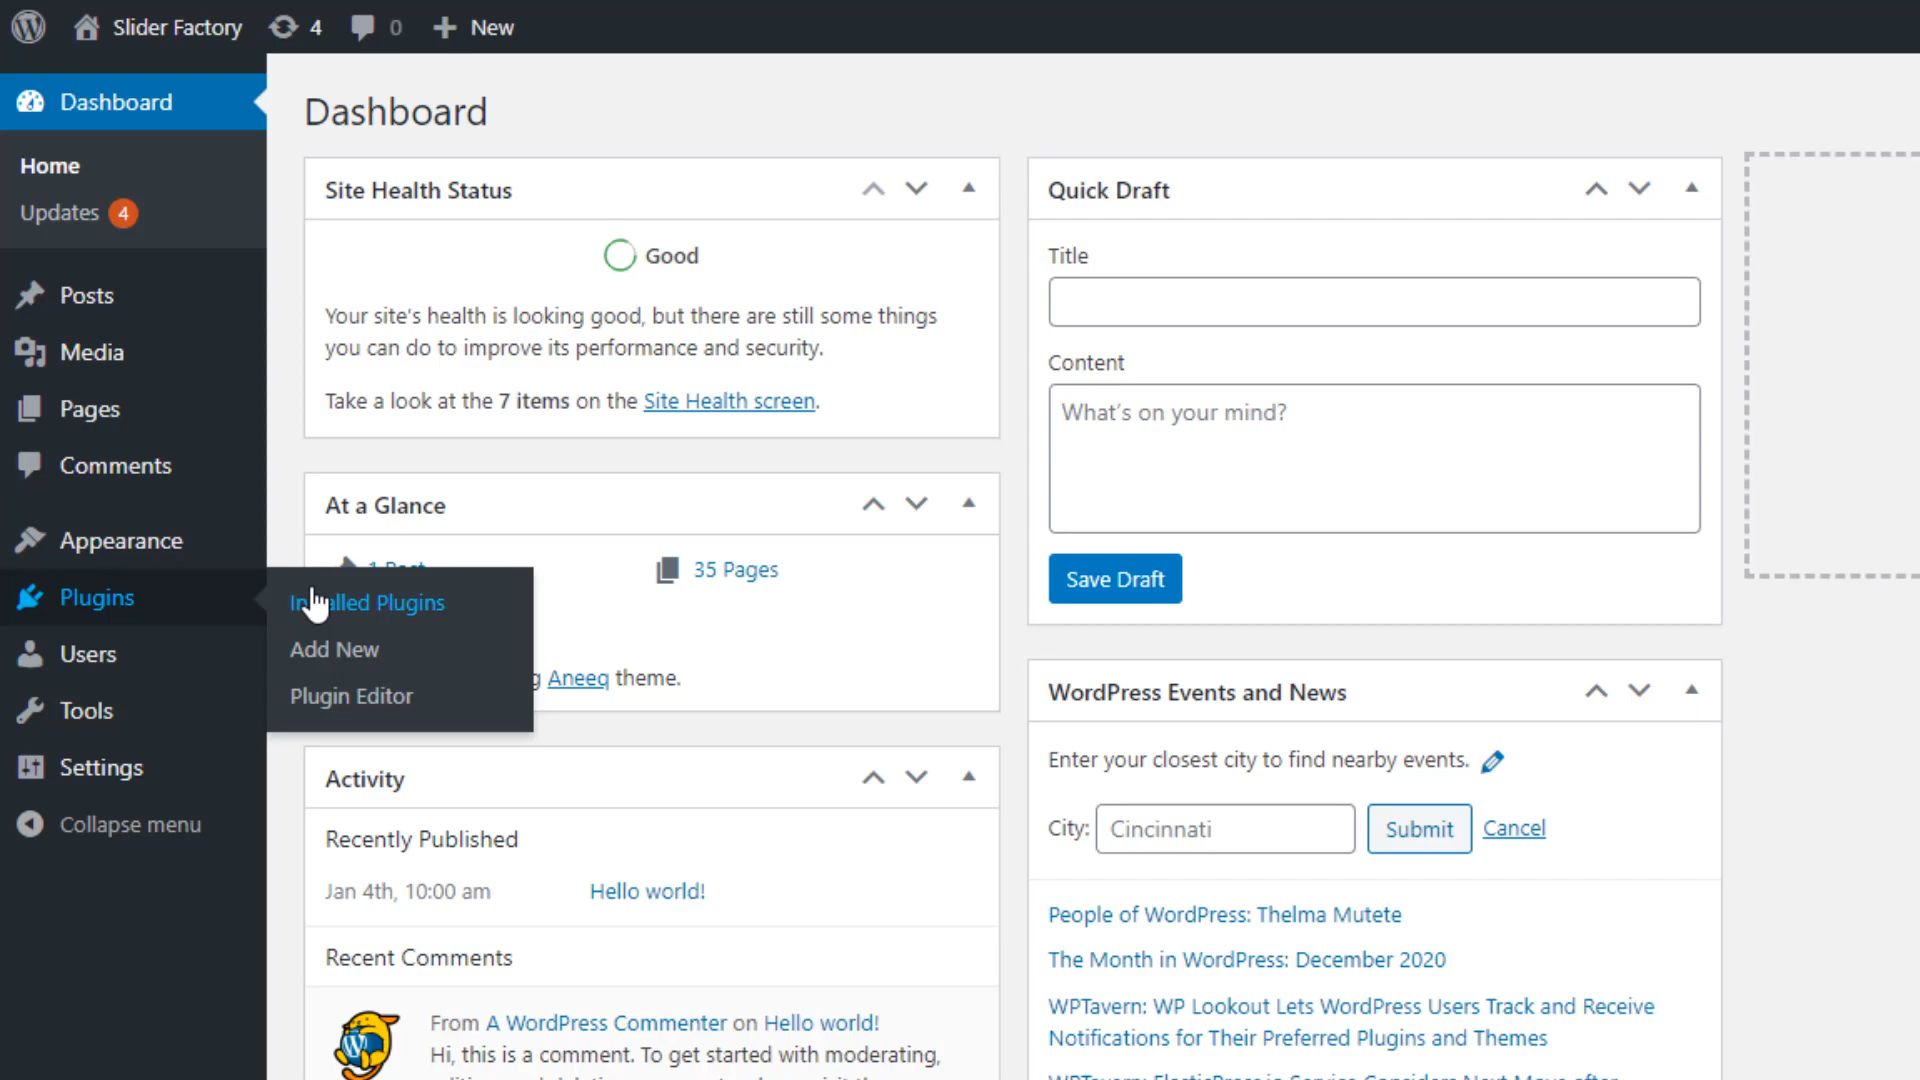 Slider Factory 4 0 New
Dashboard
Home
Updates 4
Posts
Media
Pages
Comments
Appearance
Plugins
Users
Tools
Settings
Collapse menu
Installed Plugins
Add New
Plugin Editor
Dashboard
Site Health Status
Good
Your site's health is looking good, but there are still some things
you can do to improve its performance and security.
Take a look at the 7 items on the Site Health screen.
At a Glance
1 Post
35 Pages
Aneeq theme.
Activity
Recently Published
Jan 4th, 10:00 am Hello world!
Recent Comments
From A WordPress Commenter on Hello world!
Hi, this is a comment. To get started with moderating,
Quick Draft
Title
Content
What's on your mind?
Save Draft
WordPress Events and News
Enter your closest city to find nearby events.
City: Cincinnati Submit Cancel
People of WordPress: Thelma Mutete
The Month in WordPress: December 2020
WPTavern: WP Lookout Lets WordPress Users Track and Receive
Notifications for Their Preferred Plugins and Themes